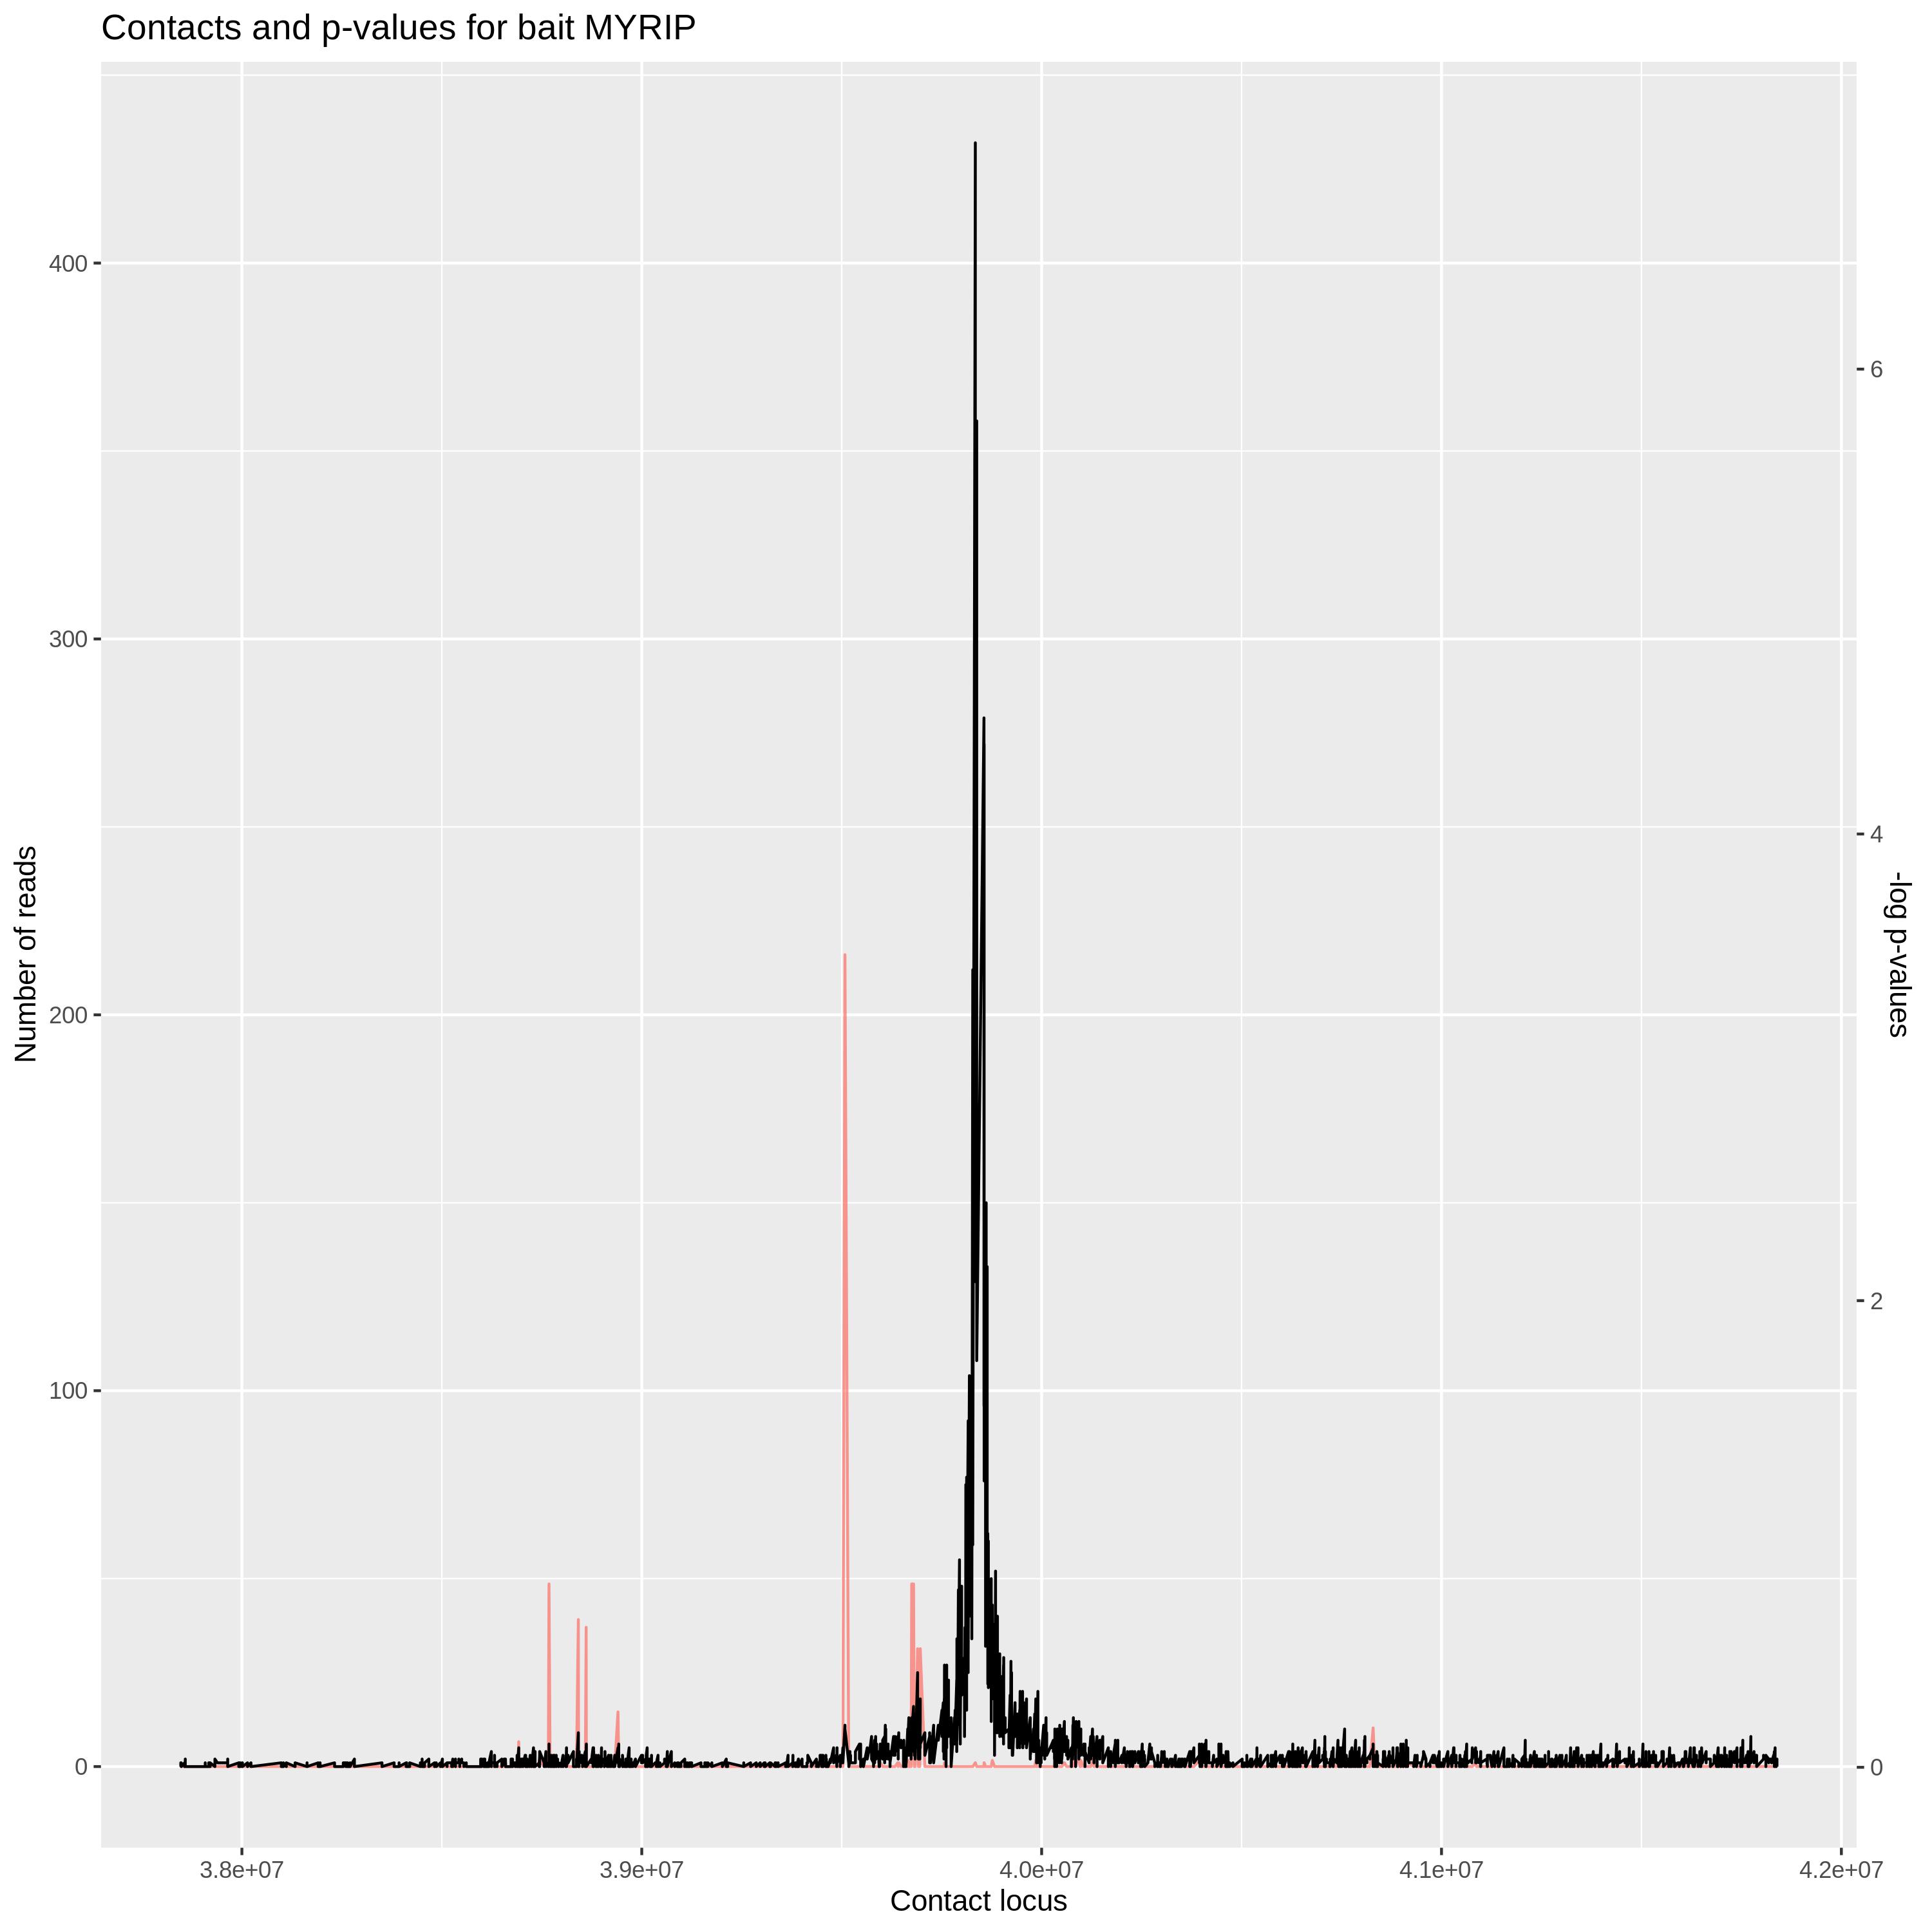 Contacts and p-values for bait MYRIP
400
300
200
100
0
Number of reads
6
4
2
0
-log p-values
3.8e+07
3.9e+07
4.0e+07
4.1e+07
4.2e+07
Contact locus